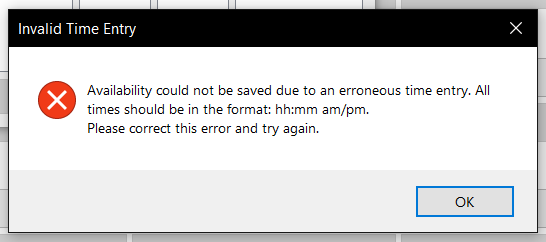 Invalid Time Entry
Availability could not be saved due to an erroneous time entry. All
times should be in the format: hh:mm am/pm.
Please correct this error and try again.
OK